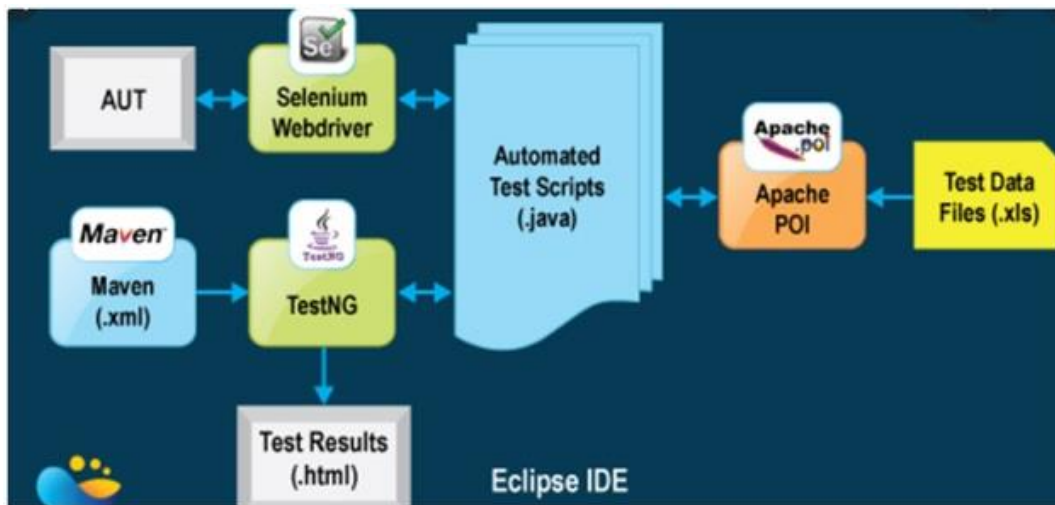 Se
AUT
Selenium
Webdriver
Automated
Test Scripts
(.java)
Apache
.poi
Apache
POI
Test Data
Files (.xls)
Maven
Maven
(.xml)
TestNG
TestNG
Test Results
(.html)
Eclipse IDE